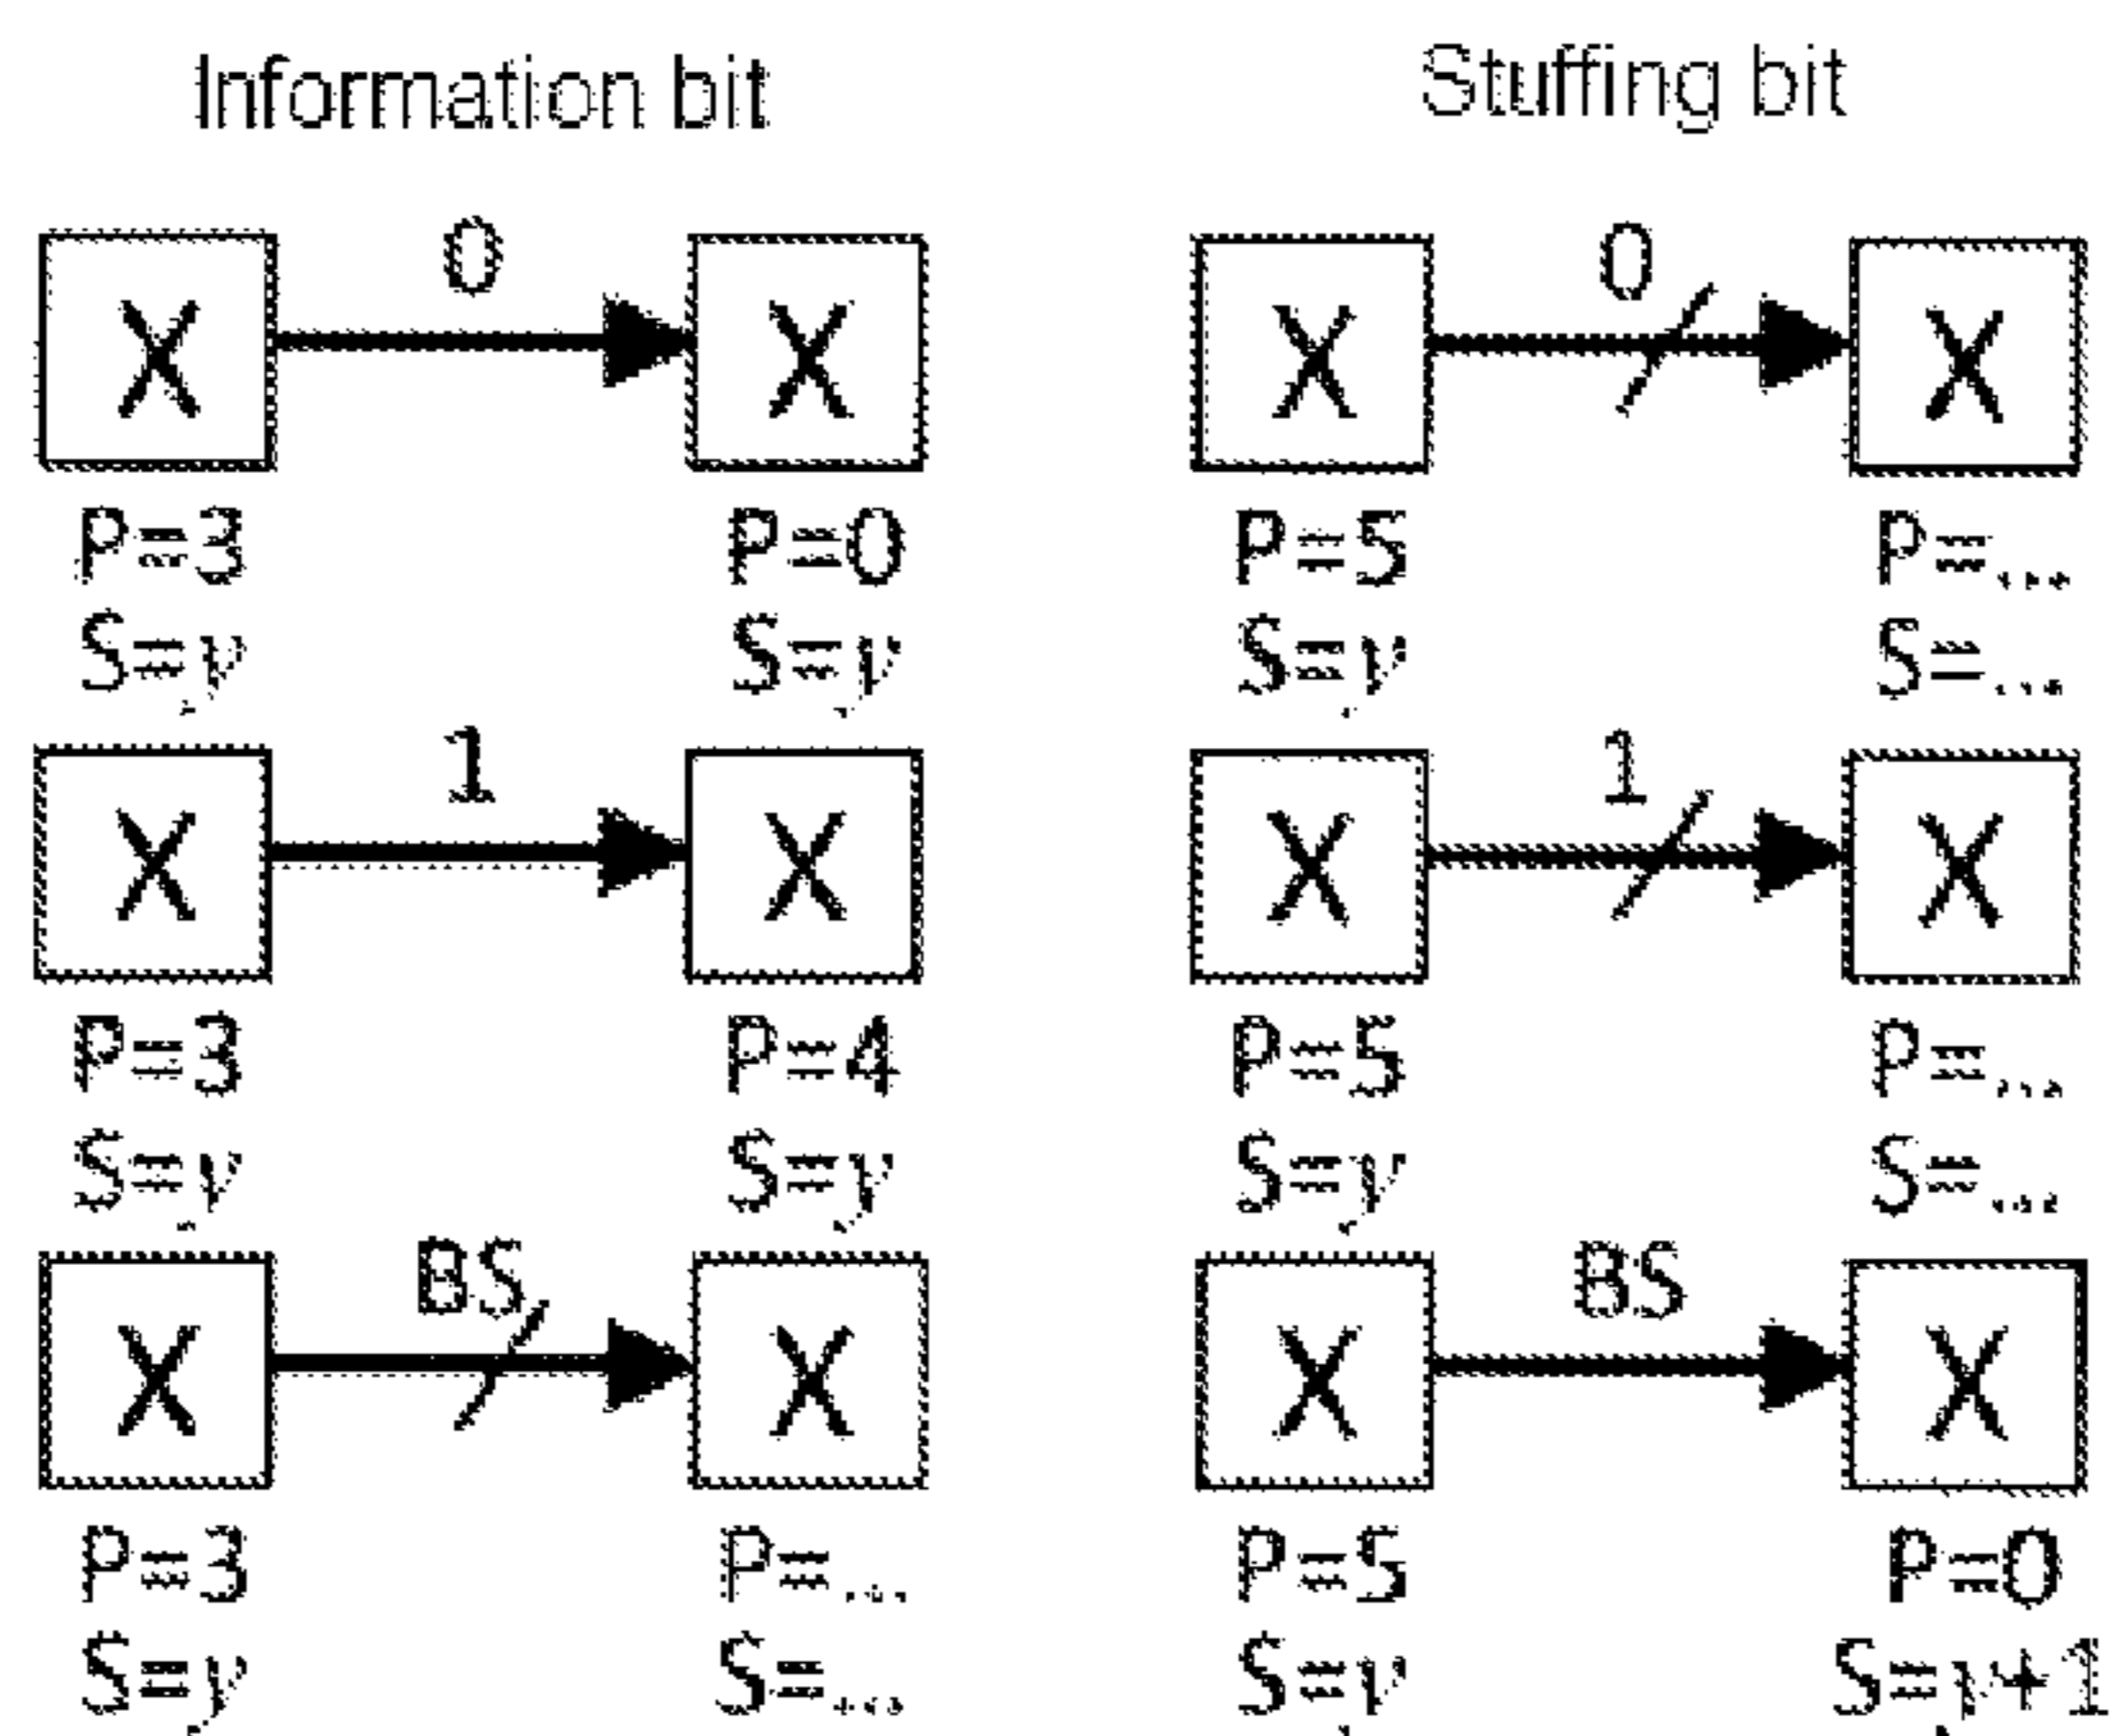 Information bit Stuffing bit
0 0
X X X X
P=3 P=0 P=5 P=...
S=y S=y S=y S=...
1 1
X X X X
P=3 P=4 P=5 P=...
S=y S=y S=y S=...
BS BS
X X X X
P=3 P=... P=5 P=0
S=y S=... S=y S=y+1